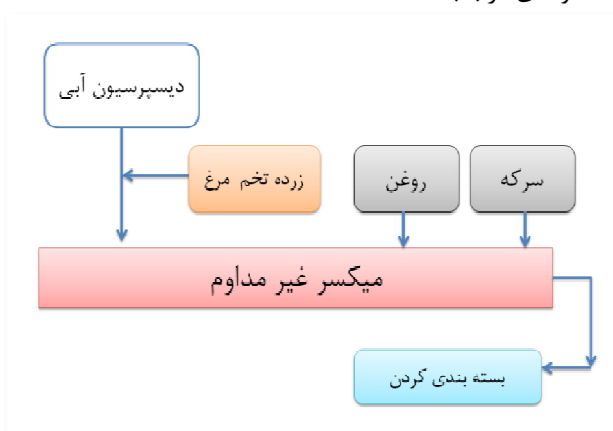 دیسپرسیون آبی
زرده تخم مرغ
روغن
سرکه
میکسر غیر مداوم
بسته بندی کردن